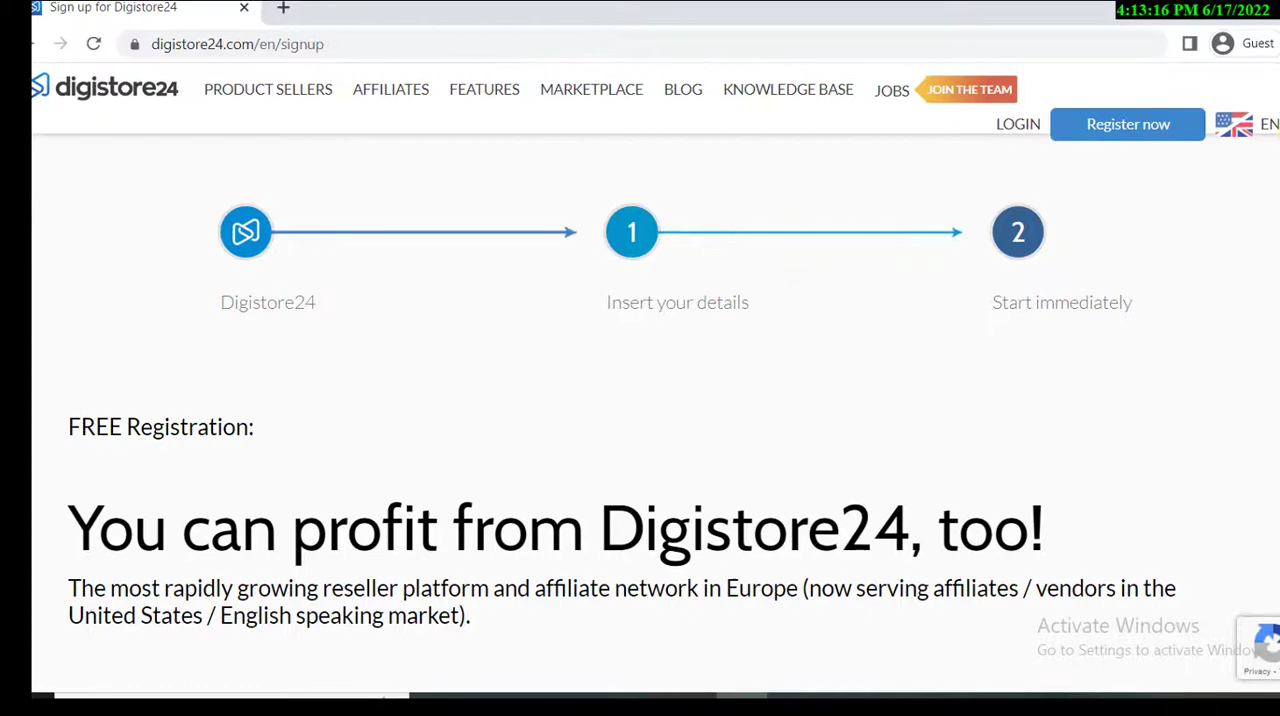 Sign up for Digistore24
4:13:16 PM 6/17/2022
digistore24.com/en/signup
Guest
digistore24
PRODUCT SELLERS AFFILIATES FEATURES MARKETPLACE BLOG KNOWLEDGE BASE JOBS JOIN THE TEAM
LOGIN Register now EN
1
2
Digistore24
Insert your details
Start immediately
FREE Registration:
You can profit from Digistore24, too!
The most rapidly growing reseller platform and affiliate network in Europe (now serving affiliates / vendors in the
United States / English speaking market).
Activate Windows
Go to Settings to activate Windo
Privacy -